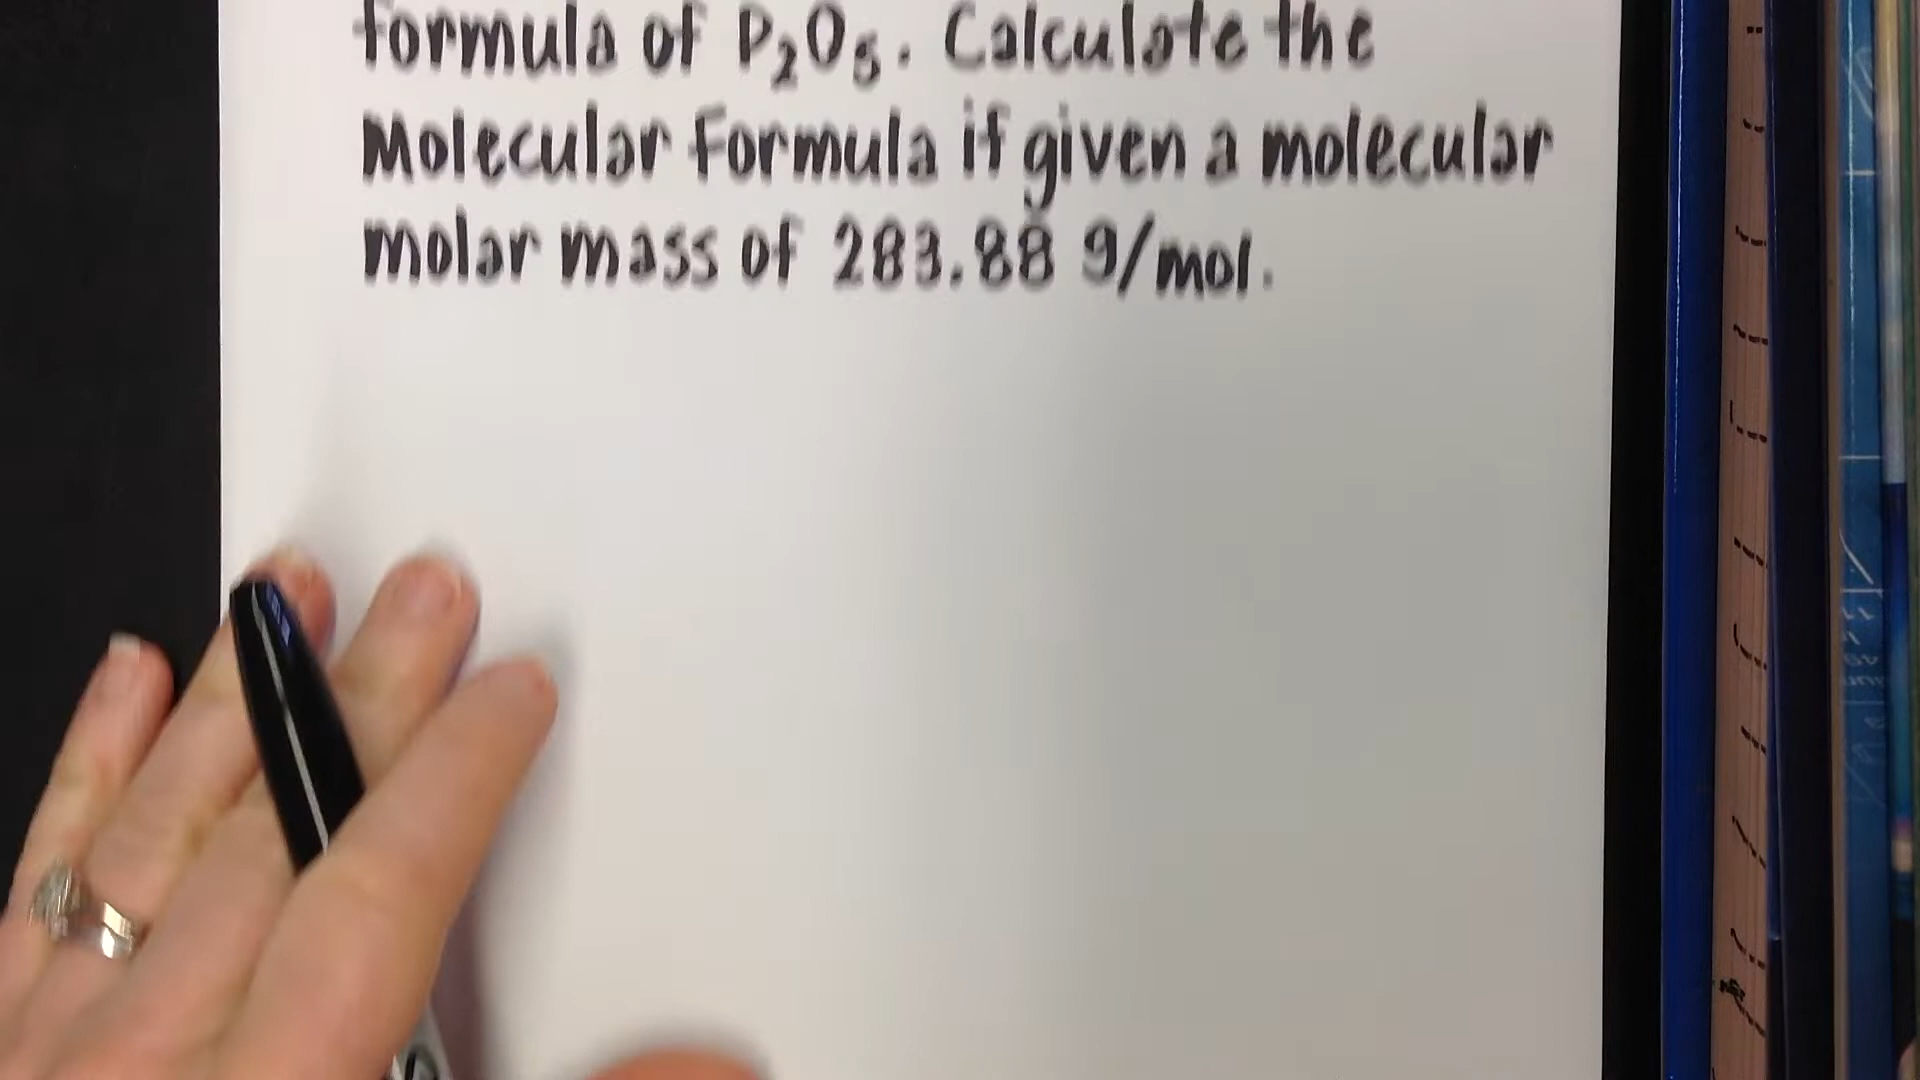 formula of P₂O₅. Calculate the
Molecular Formula if given a molecular
molar mass of 283.88 g/mol.